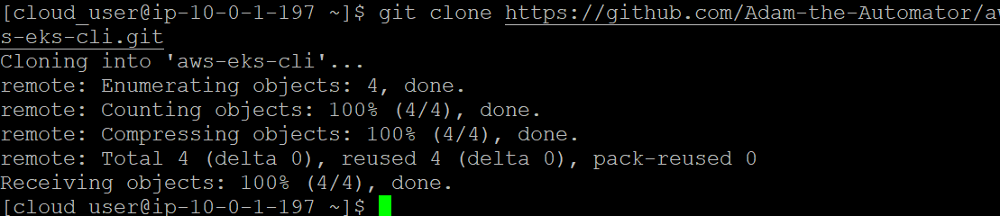 [cloud_user@ip-10-0-1-197 ~]$ git clone https://github.com/Adam-the-Automator/aw
s-eks-cli.git
Cloning into 'aws-eks-cli'...
remote: Enumerating objects: 4, done.
remote: Counting objects: 100% (4/4), done.
remote: Compressing objects: 100% (4/4), done.
remote: Total 4 (delta 0), reused 4 (delta 0), pack-reused 0
Receiving objects: 100% (4/4), done.
[cloud_user@ip-10-0-1-197 ~]$